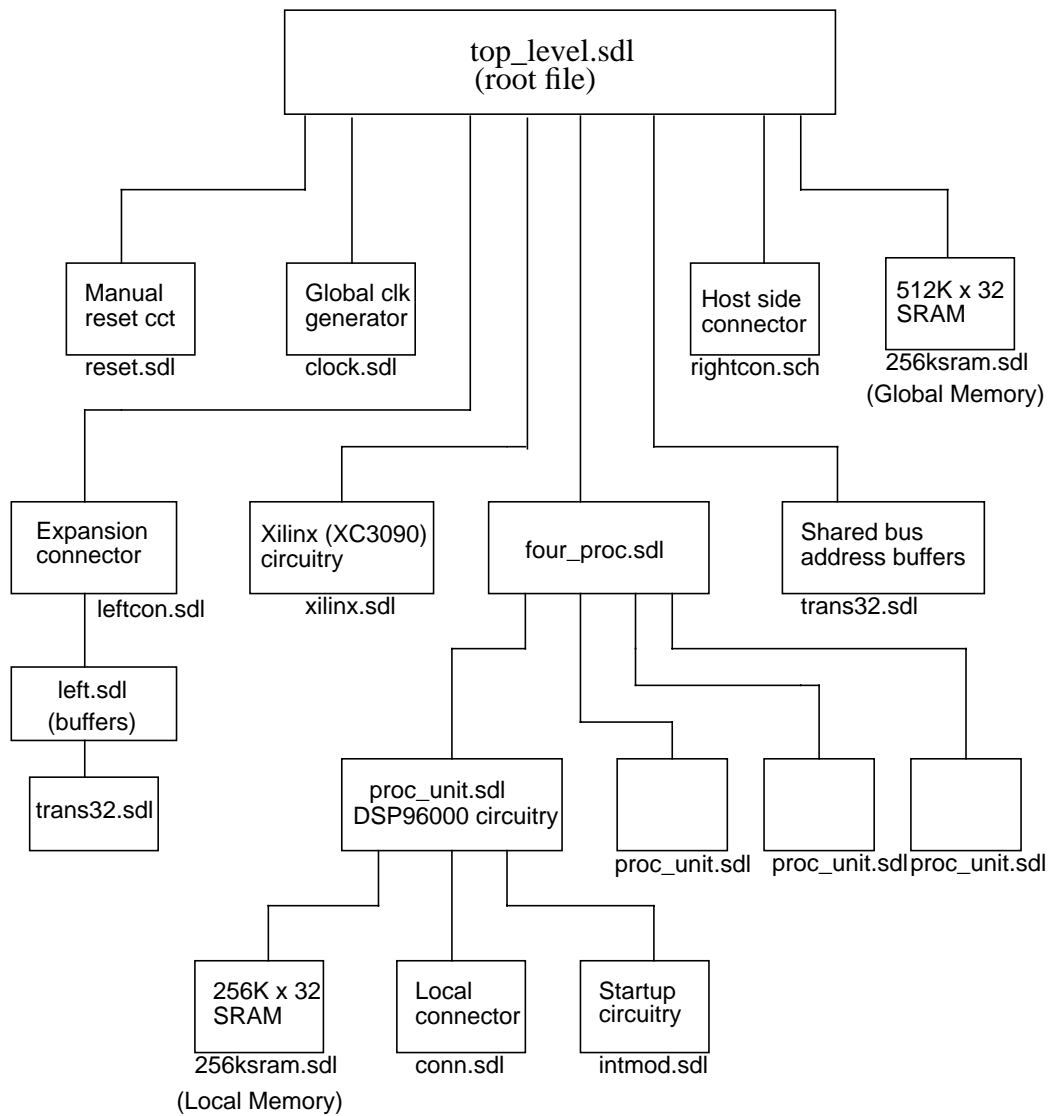 top_level.sdl
(root file)
Manual
reset cct
reset.sdl
Global clk
generator
clock.sdl
Host side
connector
rightcon.sch
512K x 32
SRAM
256ksram.sdl
(Global Memory)
Expansion
connector
leftcon.sdl
Xilinx (XC3090)
circuitry
xilinx.sdl
four_proc.sdl
Shared bus
address buffers
trans32.sdl
left.sdl
(buffers)
trans32.sdl
proc_unit.sdl
DSP96000 circuitry
proc_unit.sdl
proc_unit.sdl
proc_unit.sdl
256K x 32
SRAM
256ksram.sdl
(Local Memory)
Local
connector
conn.sdl
Startup
circuitry
intmod.sdl